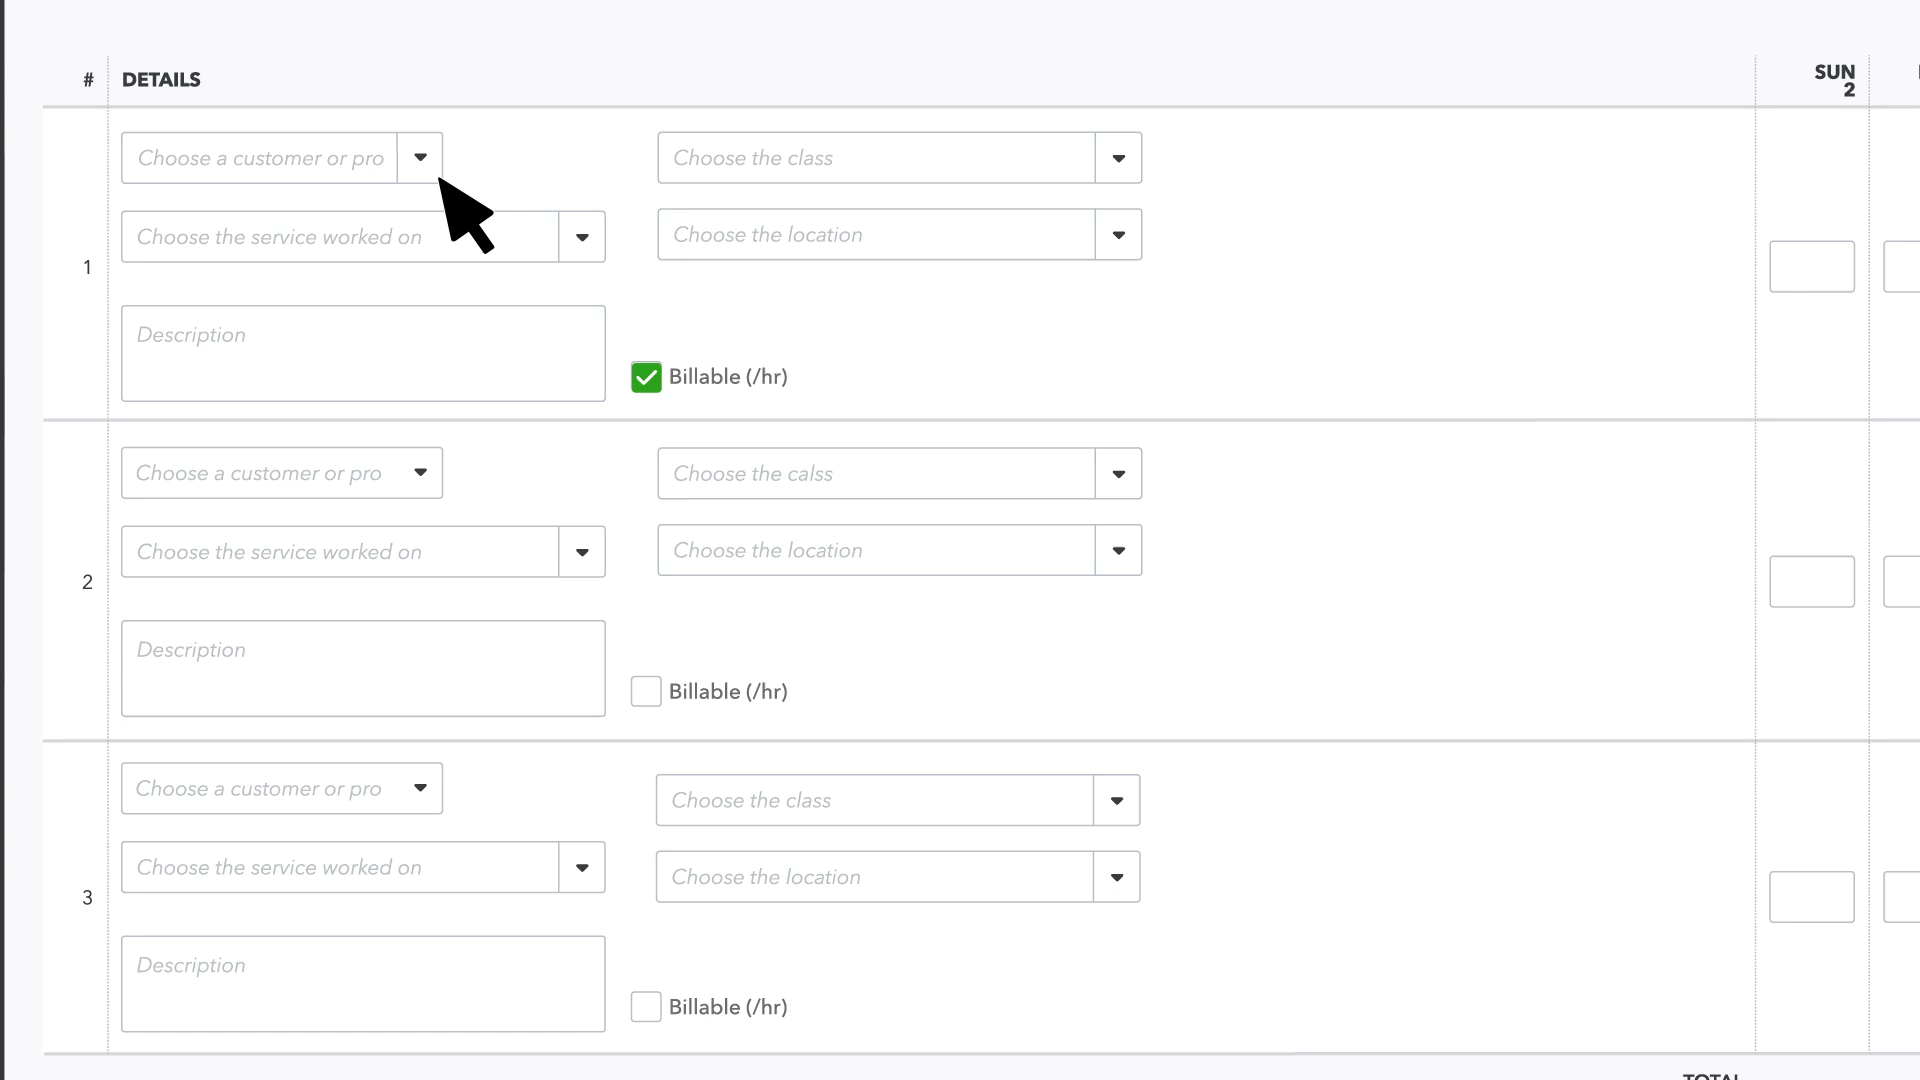 # DETAILS SUN
2
Choose a customer or pro Choose the class
Choose the service worked on Choose the location
1
Description
Billable (/hr)
Choose a customer or pro Choose the calss
Choose the service worked on Choose the location
2
Description
Billable (/hr)
Choose a customer or pro Choose the class
Choose the service worked on Choose the location
3
Description
Billable (/hr)
TOTAL